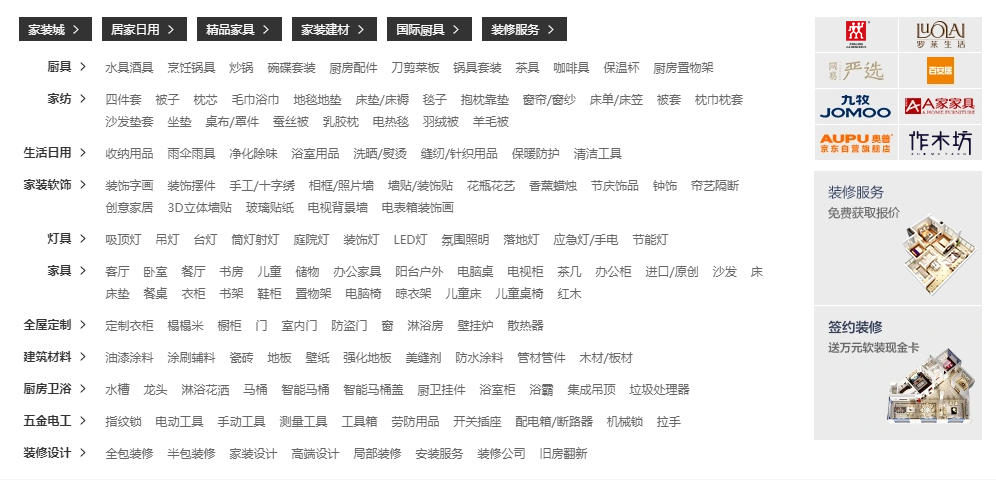 家装城 居家日用 精品家具 家装建材 国际厨具 装修服务
厨具 水具酒具 烹饪锅具 炒锅 碗碟套装 厨房配件 刀剪菜板 锅具套装 茶具 咖啡具 保温杯 厨房置物架
家纺 四件套 被子 枕芯 毛巾浴巾 地毯地垫 床垫/床褥 毯子 抱枕靠垫 窗帘/窗纱 床单/床笠 被套 枕巾枕套
沙发垫套 坐垫 桌布/罩件 蚕丝被 乳胶枕 电热毯 羽绒被 羊毛被
生活日用 收纳用品 雨伞雨具 净化除味 浴室用品 洗晒/熨烫 缝纫/针织用品 保暖防护 清洁工具
家装软饰 装饰字画 装饰摆件 手工/十字绣 相框/照片墙 墙贴/装饰贴 花瓶花艺 香薰蜡烛 节庆饰品 钟饰 帘艺隔断
创意家居 3D立体墙贴 玻璃贴纸 电视背景墙 电表箱装饰画
灯具 吸顶灯 吊灯 台灯 筒灯射灯 庭院灯 装饰灯 LED灯 氛围照明 落地灯 应急灯/手电 节能灯
家具 客厅 卧室 餐厅 书房 儿童 储物 办公家具 阳台户外 电脑桌 电视柜 茶几 办公柜 进口/原创 沙发 床
床垫 餐桌 衣柜 书架 鞋柜 置物架 电脑椅 晾衣架 儿童床 儿童桌椅 红木
全屋定制 定制衣柜 榻榻米 橱柜 门 室内门 防盗门 窗 淋浴房 壁挂炉 散热器
建筑材料 油漆涂料 涂刷辅料 瓷砖 地板 壁纸 强化地板 美缝剂 防水涂料 管材管件 木材/板材
厨房卫浴 水槽 龙头 淋浴花洒 马桶 智能马桶 智能马桶盖 厨卫挂件 浴室柜 浴霸 集成吊顶 垃圾处理器
五金电工 指纹锁 电动工具 手动工具 测量工具 工具箱 劳防用品 开关插座 配电箱/断路器 机械锁 拉手
装修设计 全包装修 半包装修 家装设计 高端设计 局部装修 安装服务 装修公司 旧房翻新
LUOLAI
罗莱生活
网易严选
百安居
九牧
JOMOO
A家家具
A HOME FURNITURE
AUPU奥普
京东自营旗舰店
作木坊
ZUO MU FANG
装修服务
免费获取报价
签约装修
送万元软装现金卡